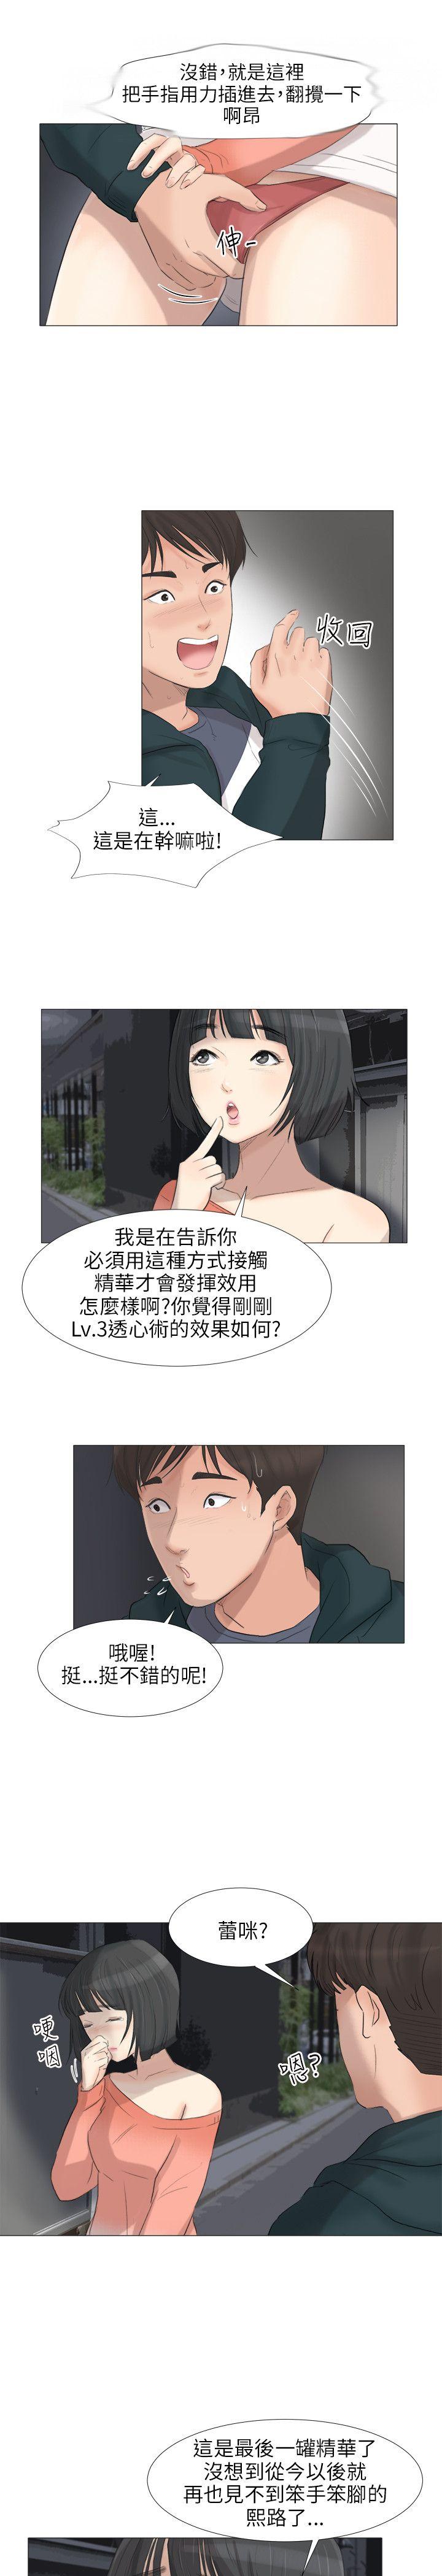 沒錯，就是這裡
把手指用力插進去，翻攪一下
啊昂
伸-
收回
這...
這是在幹嘛啦!
我是在告訴你
必須用這種方式接觸
精華才會發揮效用
怎麼樣啊?你覺得剛剛
Lv.3透心術的效果如何?
哦喔!
挺...挺不錯的呢!
蕾咪?
哽
咽
嗯?
這是最後一罐精華了
沒想到從今以後就
再也見不到笨手笨腳的
熙路了...